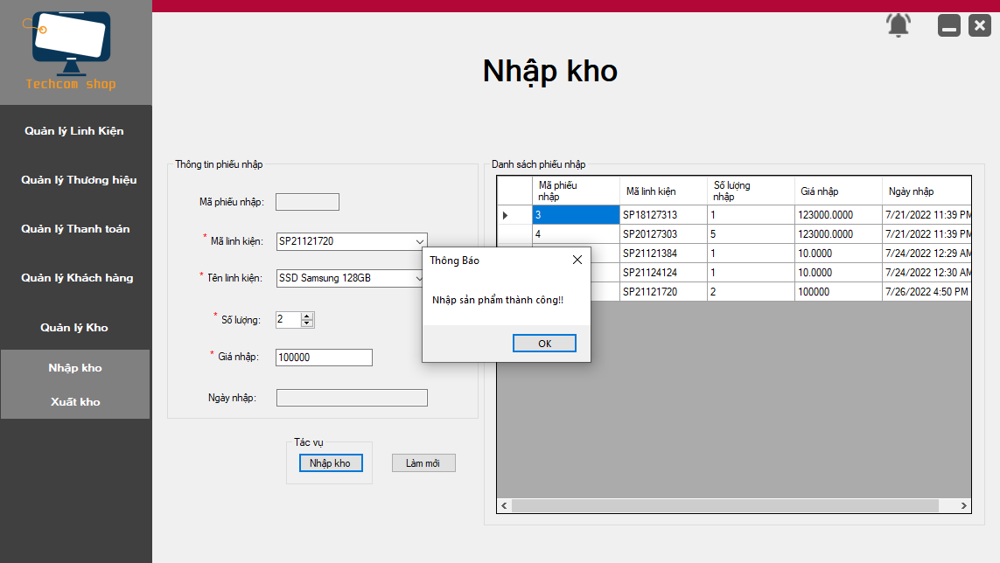 Techcom shop
Nhập kho
Quản lý Linh Kiện
Quản lý Thương hiệu
Quản lý Thanh toán
Quản lý Khách hàng
Quản lý Kho
Nhập kho
Xuất kho
Thông tin phiếu nhập
Mã phiếu nhập:
* Mã linh kiện: SP21121720
* Tên linh kiện: SSD Samsung 128GB
* Số lượng: 2
* Giá nhập: 100000
Ngày nhập:
Tác vụ
Nhập kho Làm mới
Danh sách phiếu nhập
Mã phiếu nhập Mã linh kiện Số lượng nhập Giá nhập Ngày nhập
3 SP18127313 1 123000.0000 7/21/2022 11:39 PM
4 SP20127303 5 123000.0000 7/21/2022 11:39 PM
SP21121384 1 10.0000 7/24/2022 12:29 AM
SP21124124 1 10.0000 7/24/2022 12:30 AM
SP21121720 2 100000 7/26/2022 4:50 PM
Thông Báo
Nhập sản phẩm thành công!!
OK